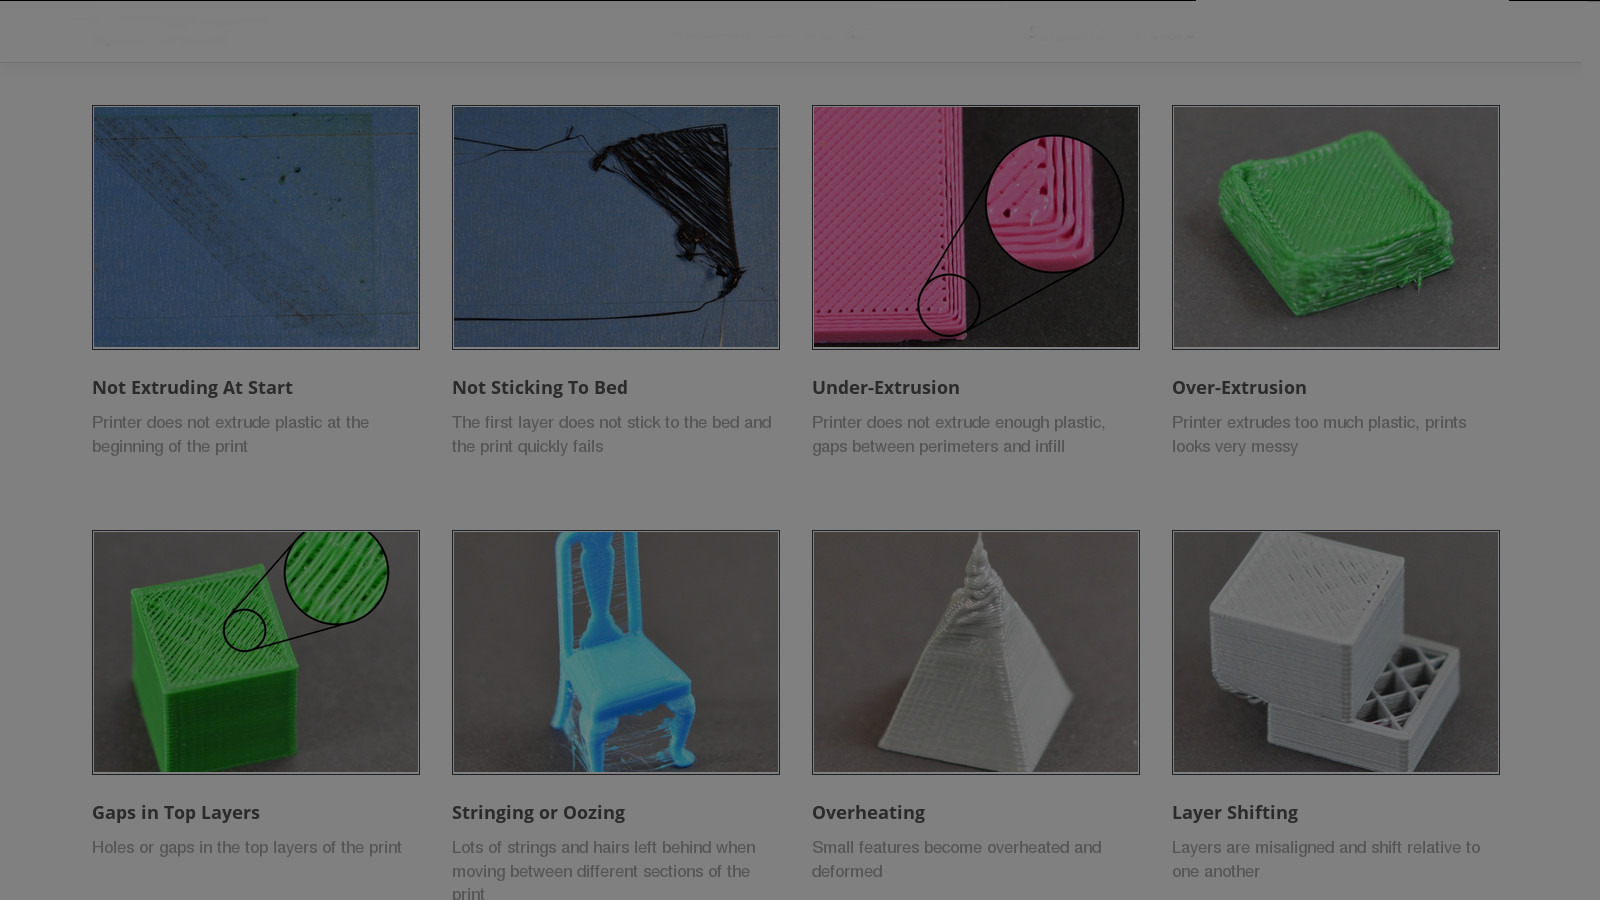 Not Extruding At Start
Printer does not extrude plastic at the
beginning of the print
Not Sticking To Bed
The first layer does not stick to the bed and
the print quickly fails
Under-Extrusion
Printer does not extrude enough plastic,
gaps between perimeters and infill
Over-Extrusion
Printer extrudes too much plastic, prints
looks very messy
Gaps in Top Layers
Holes or gaps in the top layers of the print
Stringing or Oozing
Lots of strings and hairs left behind when
moving between different sections of the
print
Overheating
Small features become overheated and
deformed
Layer Shifting
Layers are misaligned and shift relative to
one another